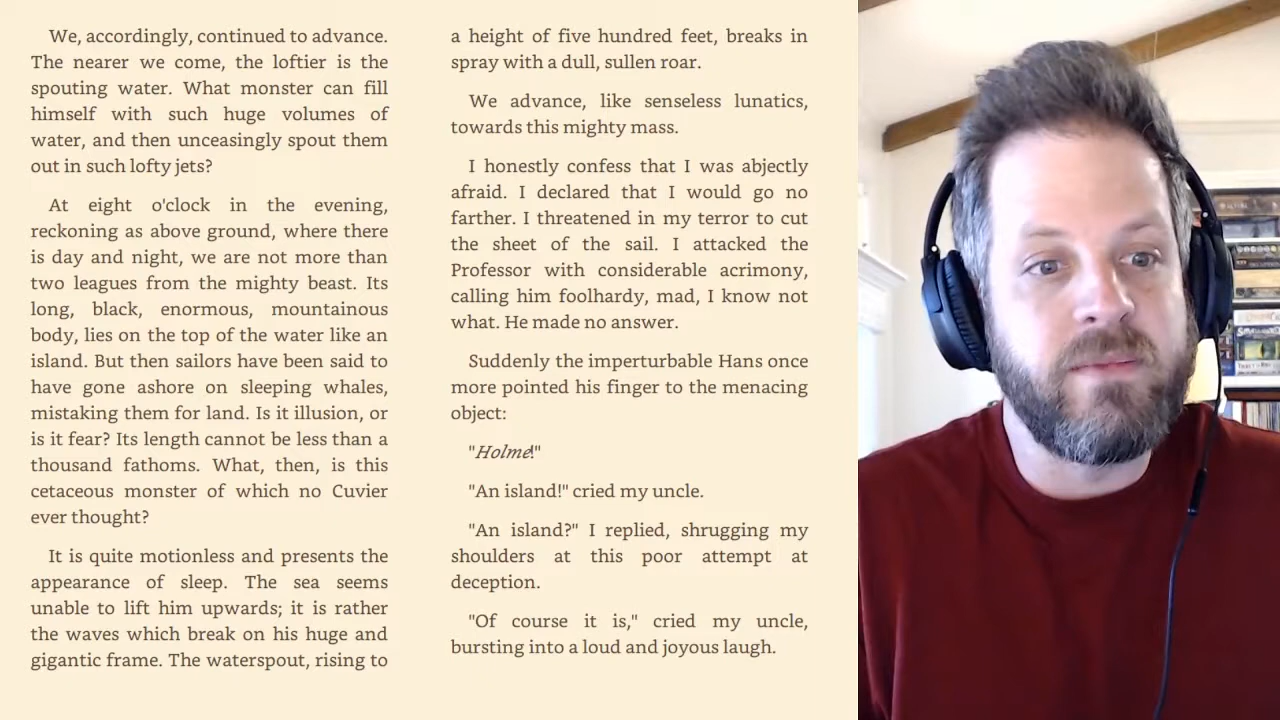 We, accordingly, continued to advance.
The nearer we come, the loftier is the
spouting water. What monster can fill
himself with such huge volumes of
water, and then unceasingly spout them
out in such lofty jets?
At eight o'clock in the evening,
reckoning as above ground, where there
is day and night, we are not more than
two leagues from the mighty beast. Its
long, black, enormous, mountainous
body, lies on the top of the water like an
island. But then sailors have been said to
have gone ashore on sleeping whales,
mistaking them for land. Is it illusion, or
is it fear? Its length cannot be less than a
thousand fathoms. What, then, is this
cetaceous monster of which no Cuvier
ever thought?
It is quite motionless and presents the
appearance of sleep. The sea seems
unable to lift him upwards; it is rather
the waves which break on his huge and
gigantic frame. The waterspout, rising to
a height of five hundred feet, breaks in
spray with a dull, sullen roar.
We advance, like senseless lunatics,
towards this mighty mass.
I honestly confess that I was abjectly
afraid. I declared that I would go no
farther. I threatened in my terror to cut
the sheet of the sail. I attacked the
Professor with considerable acrimony,
calling him foolhardy, mad, I know not
what. He made no answer.
Suddenly the imperturbable Hans once
more pointed his finger to the menacing
object:
"Holme!"
"An island!" cried my uncle.
"An island?" I replied, shrugging my
shoulders at this poor attempt at
deception.
"Of course it is," cried my uncle,
bursting into a loud and joyous laugh.